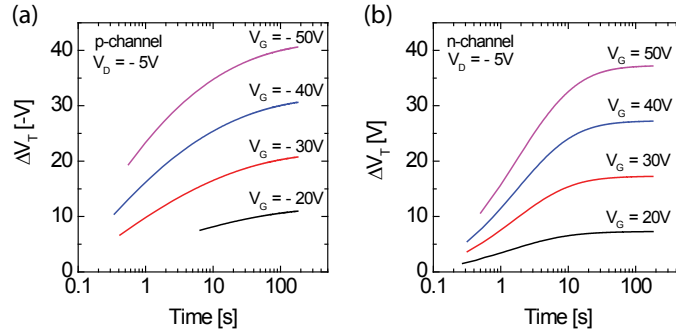 (a)
p-channel
V_D = - 5V
V_G = - 50V
V_G = - 40V
V_G = - 30V
V_G = - 20V
ΔV_T [-V]
40
30
20
10
0
0.1 1 10 100
Time [s]
(b)
n-channel
V_D = - 5V
V_G = 50V
V_G = 40V
V_G = 30V
V_G = 20V
ΔV_T [V]
40
30
20
10
0
0.1 1 10 100
Time [s]